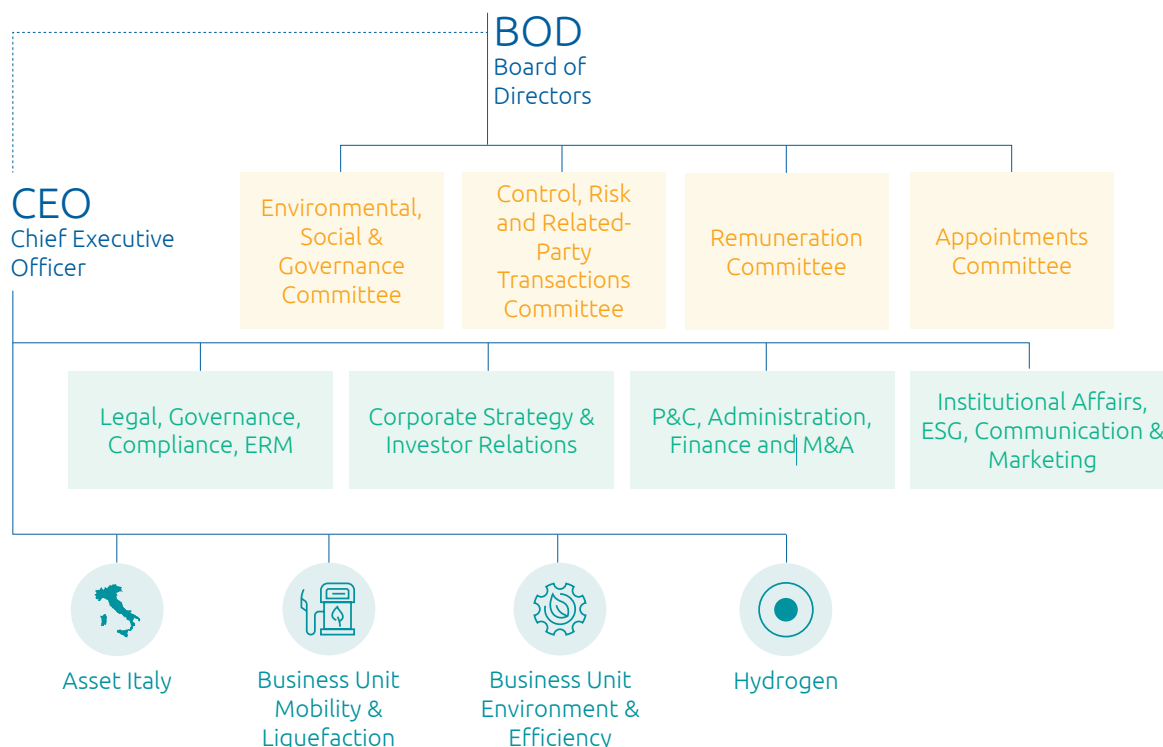 BOD
Board of
Directors
CEO
Chief Executive
Officer
Environmental,
Social &
Governance
Committee
Control, Risk
and Related-
Party
Transactions
Committee
Remuneration
Committee
Appointments
Committee
Legal, Governance,
Compliance, ERM
Corporate Strategy &
Investor Relations
P&C, Administration,
Finance and M&A
Institutional Affairs,
ESG, Communication &
Marketing
Asset Italy
Business Unit
Mobility &
Liquefaction
Business Unit
Environment &
Efficiency
Hydrogen